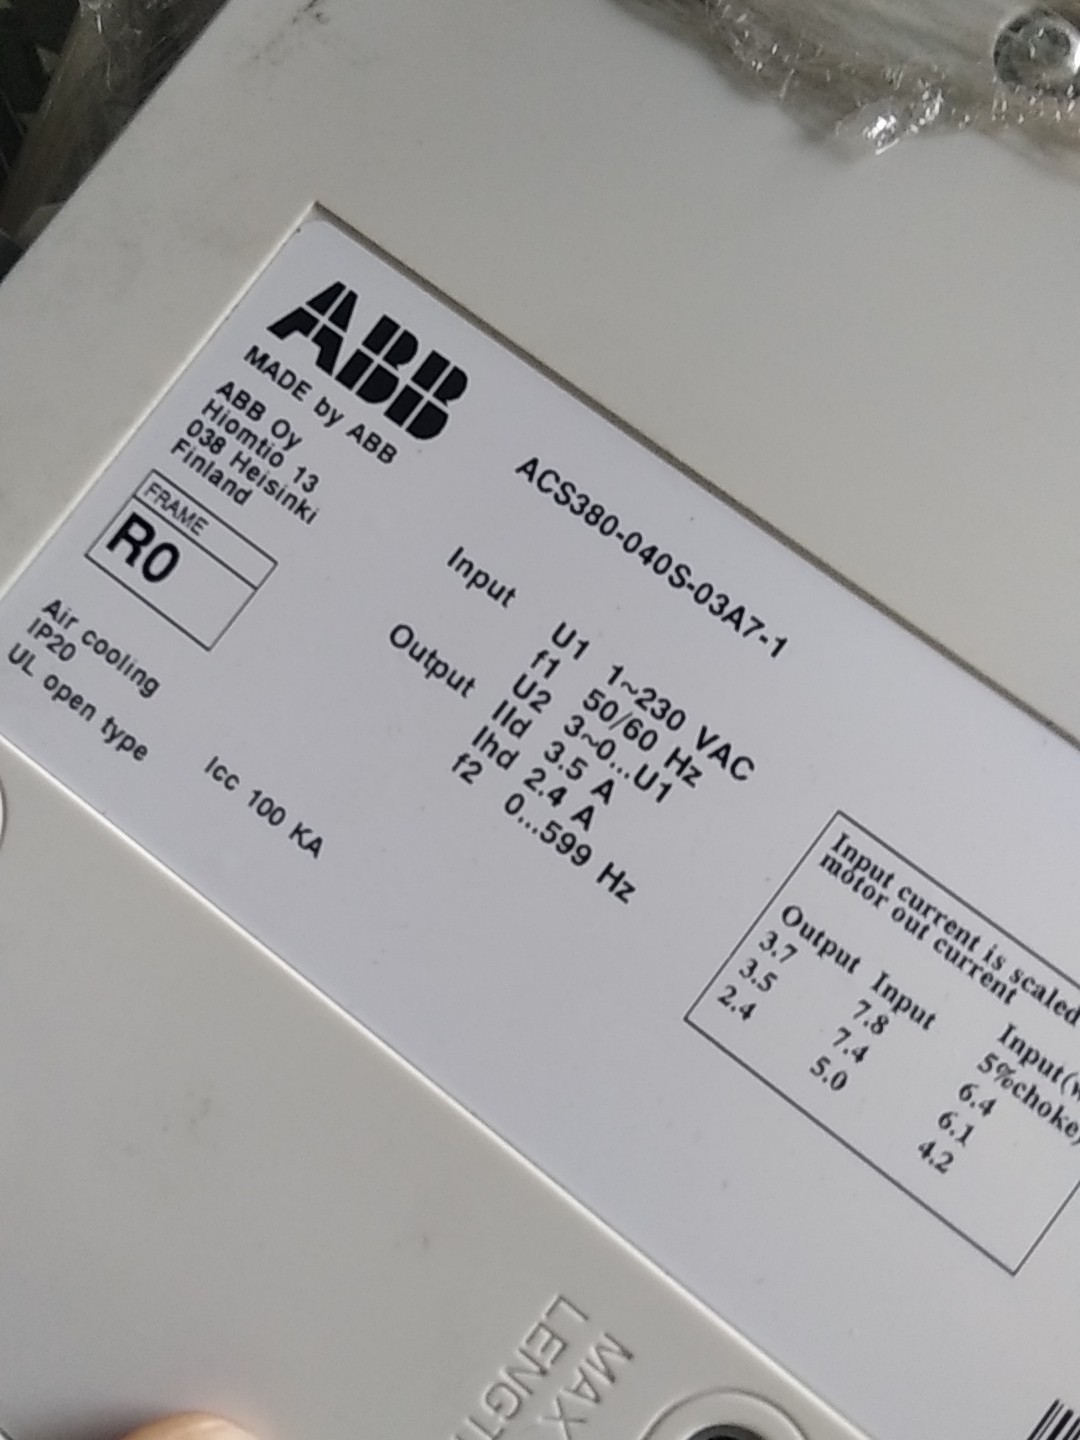 ABB
MADE by ABB
ABB Oy
Hiomtio 13
038 Heisinki
Finland
FRAME
R0
Air cooling
IP20
UL open type
Icc 100 KA
ACS380-040S-03A7-1
Input U1 1~230 VAC
f1 50/60 Hz
Output U2 3~0...U1
Ild 3.5 A
Ihd 2.4 A
f2 0...599 Hz
Input current is scaled
motor out current
Output Input Input(w
5%choke)
3.7 7.8 6.4
3.5 7.4 6.1
2.4 5.0 4.2
MAX
LENGT